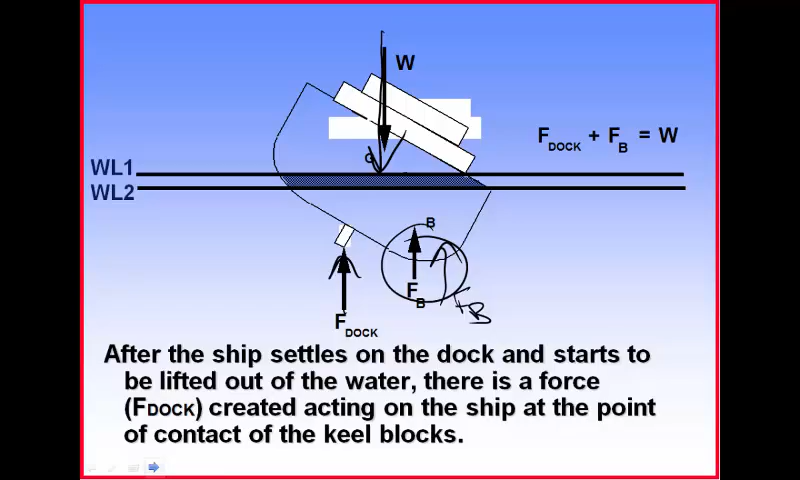 W
F DOCK + F B = W
G
WL1
WL2
B
F B
F B
F DOCK
After the ship settles on the dock and starts to
be lifted out of the water, there is a force
(FDOCK) created acting on the ship at the point
of contact of the keel blocks.